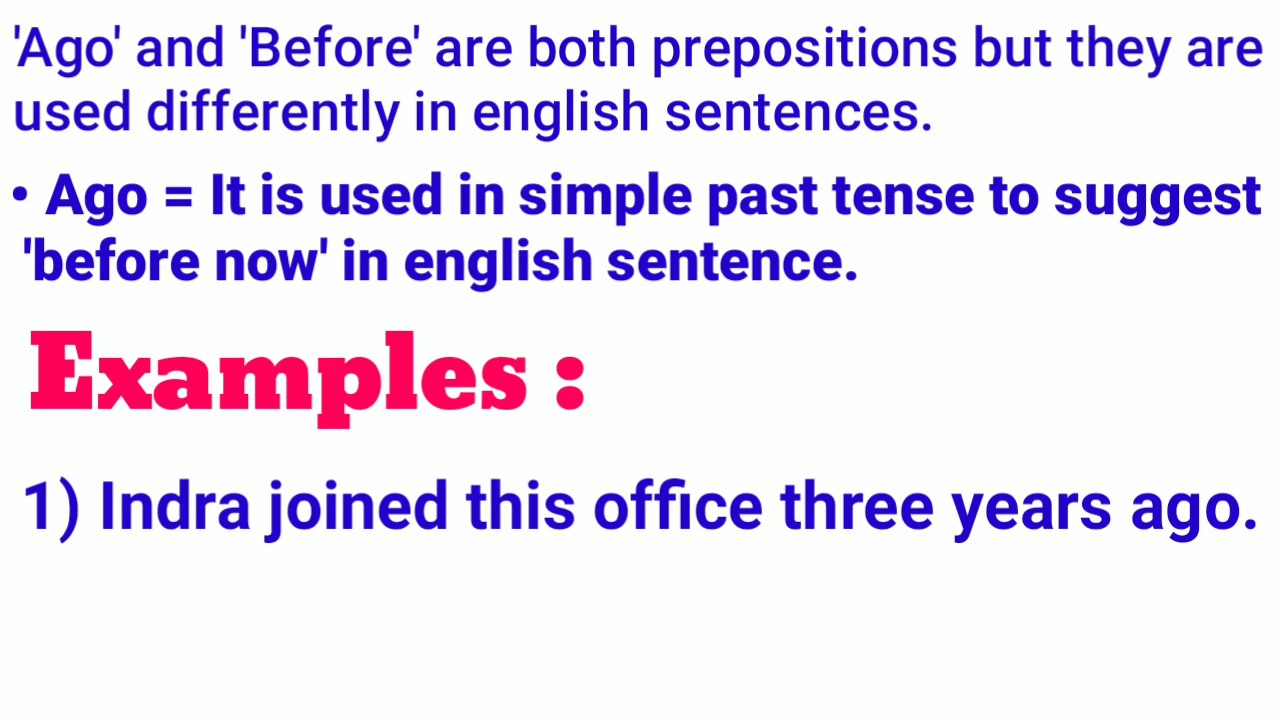 'Ago' and 'Before' are both prepositions but they are
used differently in english sentences.
• Ago = It is used in simple past tense to suggest
'before now' in english sentence.
Examples :
1) Indra joined this office three years ago.